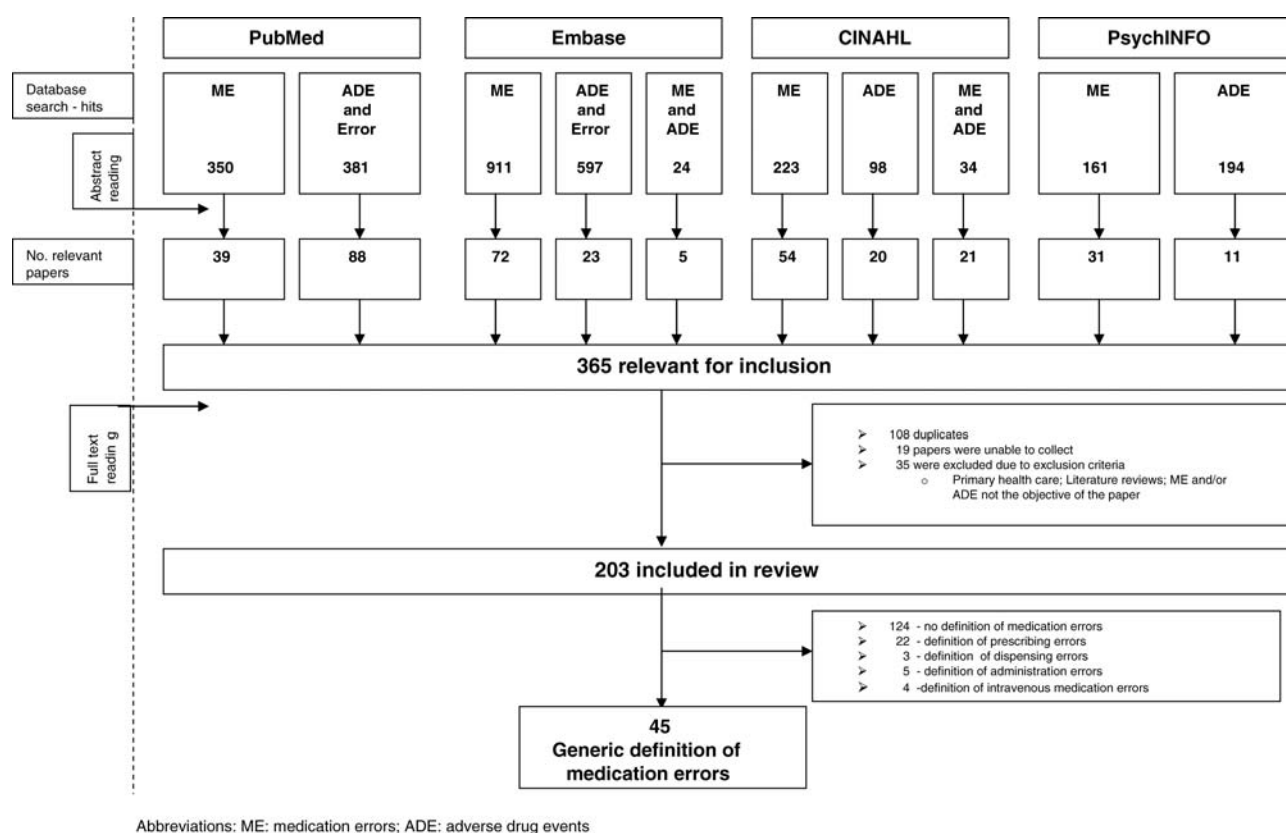 PubMed
Embase
CINAHL
PsychINFO
Database
search - hits
ME
350
ADE
and
Error
381
ME
911
ADE
and
Error
597
ME
and
ADE
24
ME
223
ADE
98
ME
and
ADE
34
ME
161
ADE
194
Abstract
reading
No. relevant
papers
39
88
72
23
5
54
20
21
31
11
365 relevant for inclusion
Full text
readin g
➢ 108 duplicates
➢ 19 papers were unable to collect
➢ 35 were excluded due to exclusion criteria
o Primary health care; Literature reviews; ME and/or
ADE not the objective of the paper
203 included in review
➢ 124 - no definition of medication errors
➢ 22 - definition of prescribing errors
➢ 3 - definition of dispensing errors
➢ 5 - definition of administration errors
➢ 4 -definition of intravenous medication errors
45
Generic definition of
medication errors
Abbreviations: ME: medication errors; ADE: adverse drug events